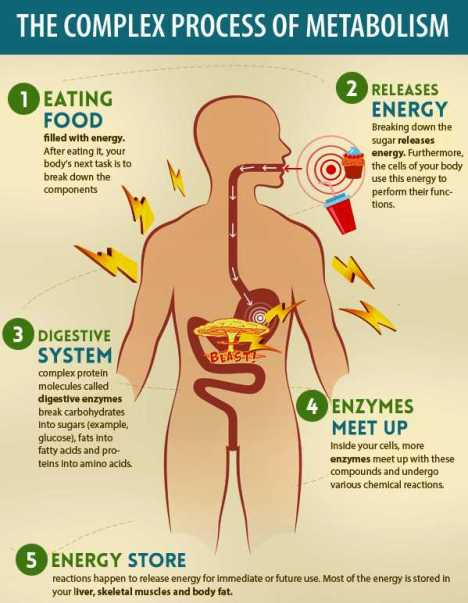 THE COMPLEX PROCESS OF METABOLISM
1 EATING
FOOD
filled with energy.
After eating it, your
body's next task is to
break down the
components
2 RELEASES
ENERGY
Breaking down the
sugar releases
energy. Furthermore,
the cells of your body
use this energy to
perform their func-
tions.
3 DIGESTIVE
SYSTEM
complex protein
molecules called
digestive enzymes
break carbohydrates
into sugars (example,
glucose), fats into
fatty acids and pro-
teins into amino acids.
BLAST!
4 ENZYMES
MEET UP
Inside your cells, more
enzymes meet up with these
compounds and undergo
various chemical reactions.
5 ENERGY STORE
reactions happen to release energy for immediate or future use. Most of the energy is stored in
your liver, skeletal muscles and body fat.